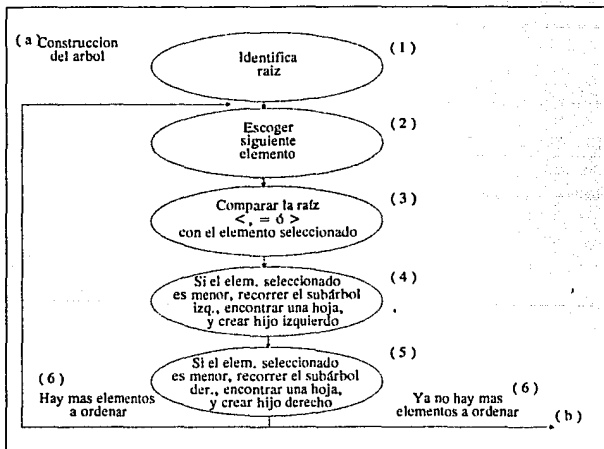 (a) Construccion
del arbol
(1)
Identifica
raiz
(2)
Escoger
siguiente
elemento
(3)
Comparar la raíz
<, = ó >
con el elemento seleccionado
(4)
Si el elem. seleccionado
es menor, recorrer el subárbol
izq., encontrar una hoja,
y crear hijo izquierdo
(5)
Si el elem. seleccionado
es menor, recorrer el subárbol
der., encontrar una hoja,
y crear hijo derecho
(6)
Hay mas elementos
a ordenar
(6)
Ya no hay mas
elementos a ordenar
(b)